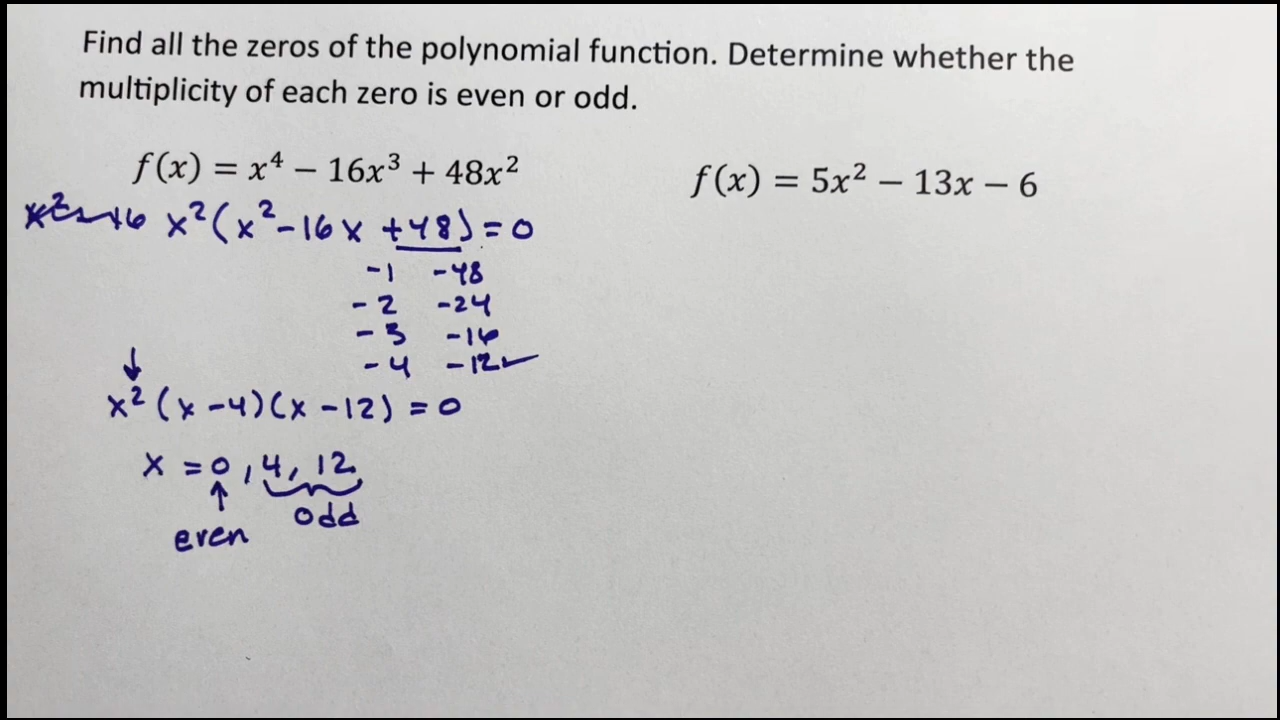 Find all the zeros of the polynomial function. Determine whether the
multiplicity of each zero is even or odd.
f(x) = x⁴ − 16x³ + 48x²
f(x) = 5x² − 13x − 6
x²(x² - 16x + 48) = 0
-1 -48
-2 -24
-3 -16
-4 -12 ✓
↓
x²(x - 4)(x - 12) = 0
x = 0, 4, 12
↑
odd
even